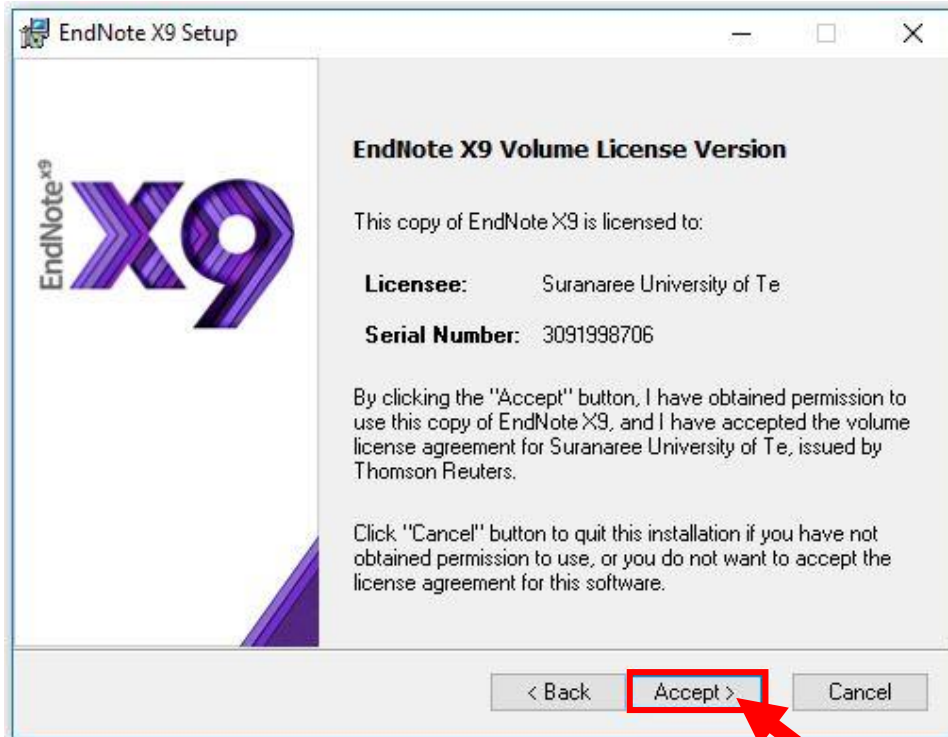 EndNote X9 Setup
EndNote X9
X9
EndNote X9 Volume License Version
This copy of EndNote X9 is licensed to:
Licensee: Suranaree University of Te
Serial Number: 3091998706
By clicking the "Accept" button, I have obtained permission to
use this copy of EndNote X9, and I have accepted the volume
license agreement for Suranaree University of Te, issued by
Thomson Reuters.
Click "Cancel" button to quit this installation if you have not
obtained permission to use, or you do not want to accept the
license agreement for this software.
< Back Accept > Cancel